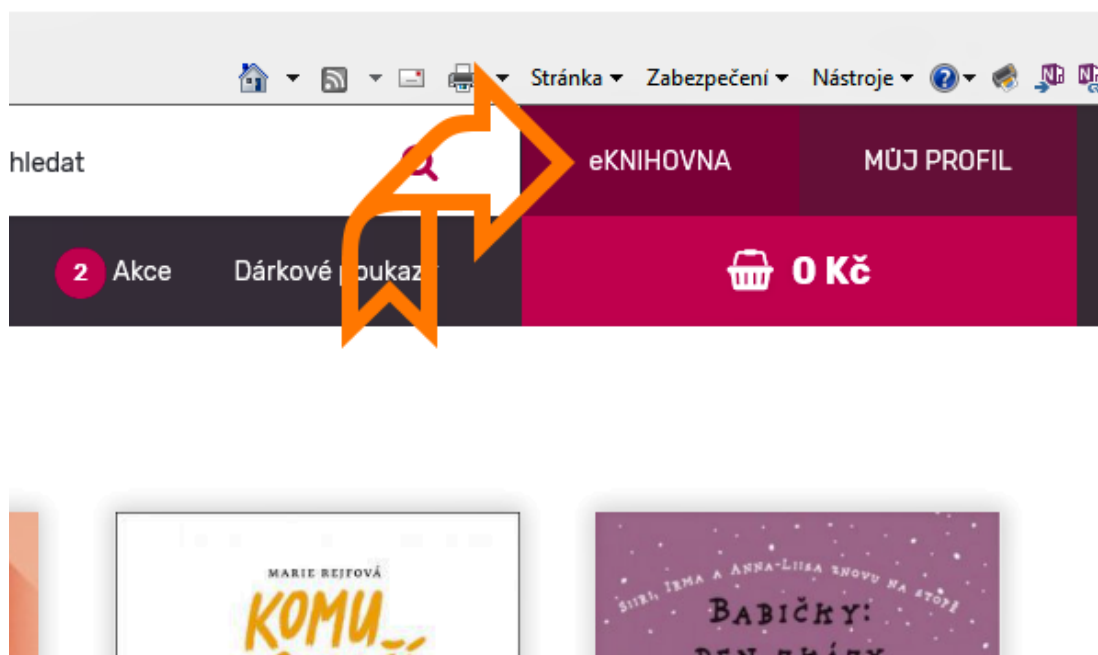 Stránka Zabezpečení Nástroje
hledat eKNIHOVNA MŮJ PROFIL
2 Akce Dárkové poukazy 0 Kč
MARIE REJFOVÁ
KOMU
SIIRI, IRMA A ANNA-LIISA ZNOVU NA STOPĚ
BABIČKY: